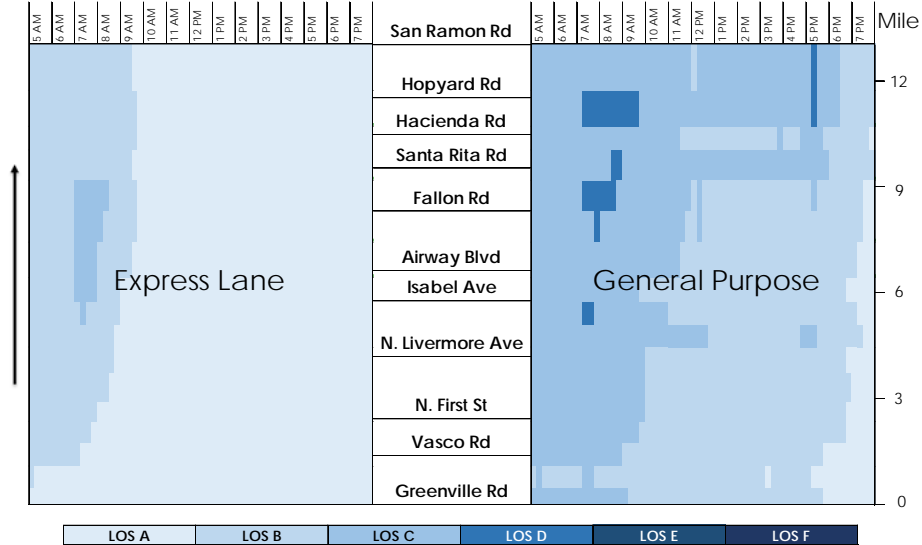 5 AM 6 AM 7 AM 8 AM 9 AM 10 AM 11 AM 12 PM 1 PM 2 PM 3 PM 4 PM 5 PM 6 PM 7 PM
San Ramon Rd
5 AM 6 AM 7 AM 8 AM 9 AM 10 AM 11 AM 12 PM 1 PM 2 PM 3 PM 4 PM 5 PM 6 PM 7 PM
Mile
Hopyard Rd
12
Hacienda Rd
Santa Rita Rd
Fallon Rd
9
Airway Blvd
Express Lane
General Purpose
Isabel Ave
6
N. Livermore Ave
N. First St
3
Vasco Rd
Greenville Rd
0
LOS A LOS B LOS C LOS D LOS E LOS F